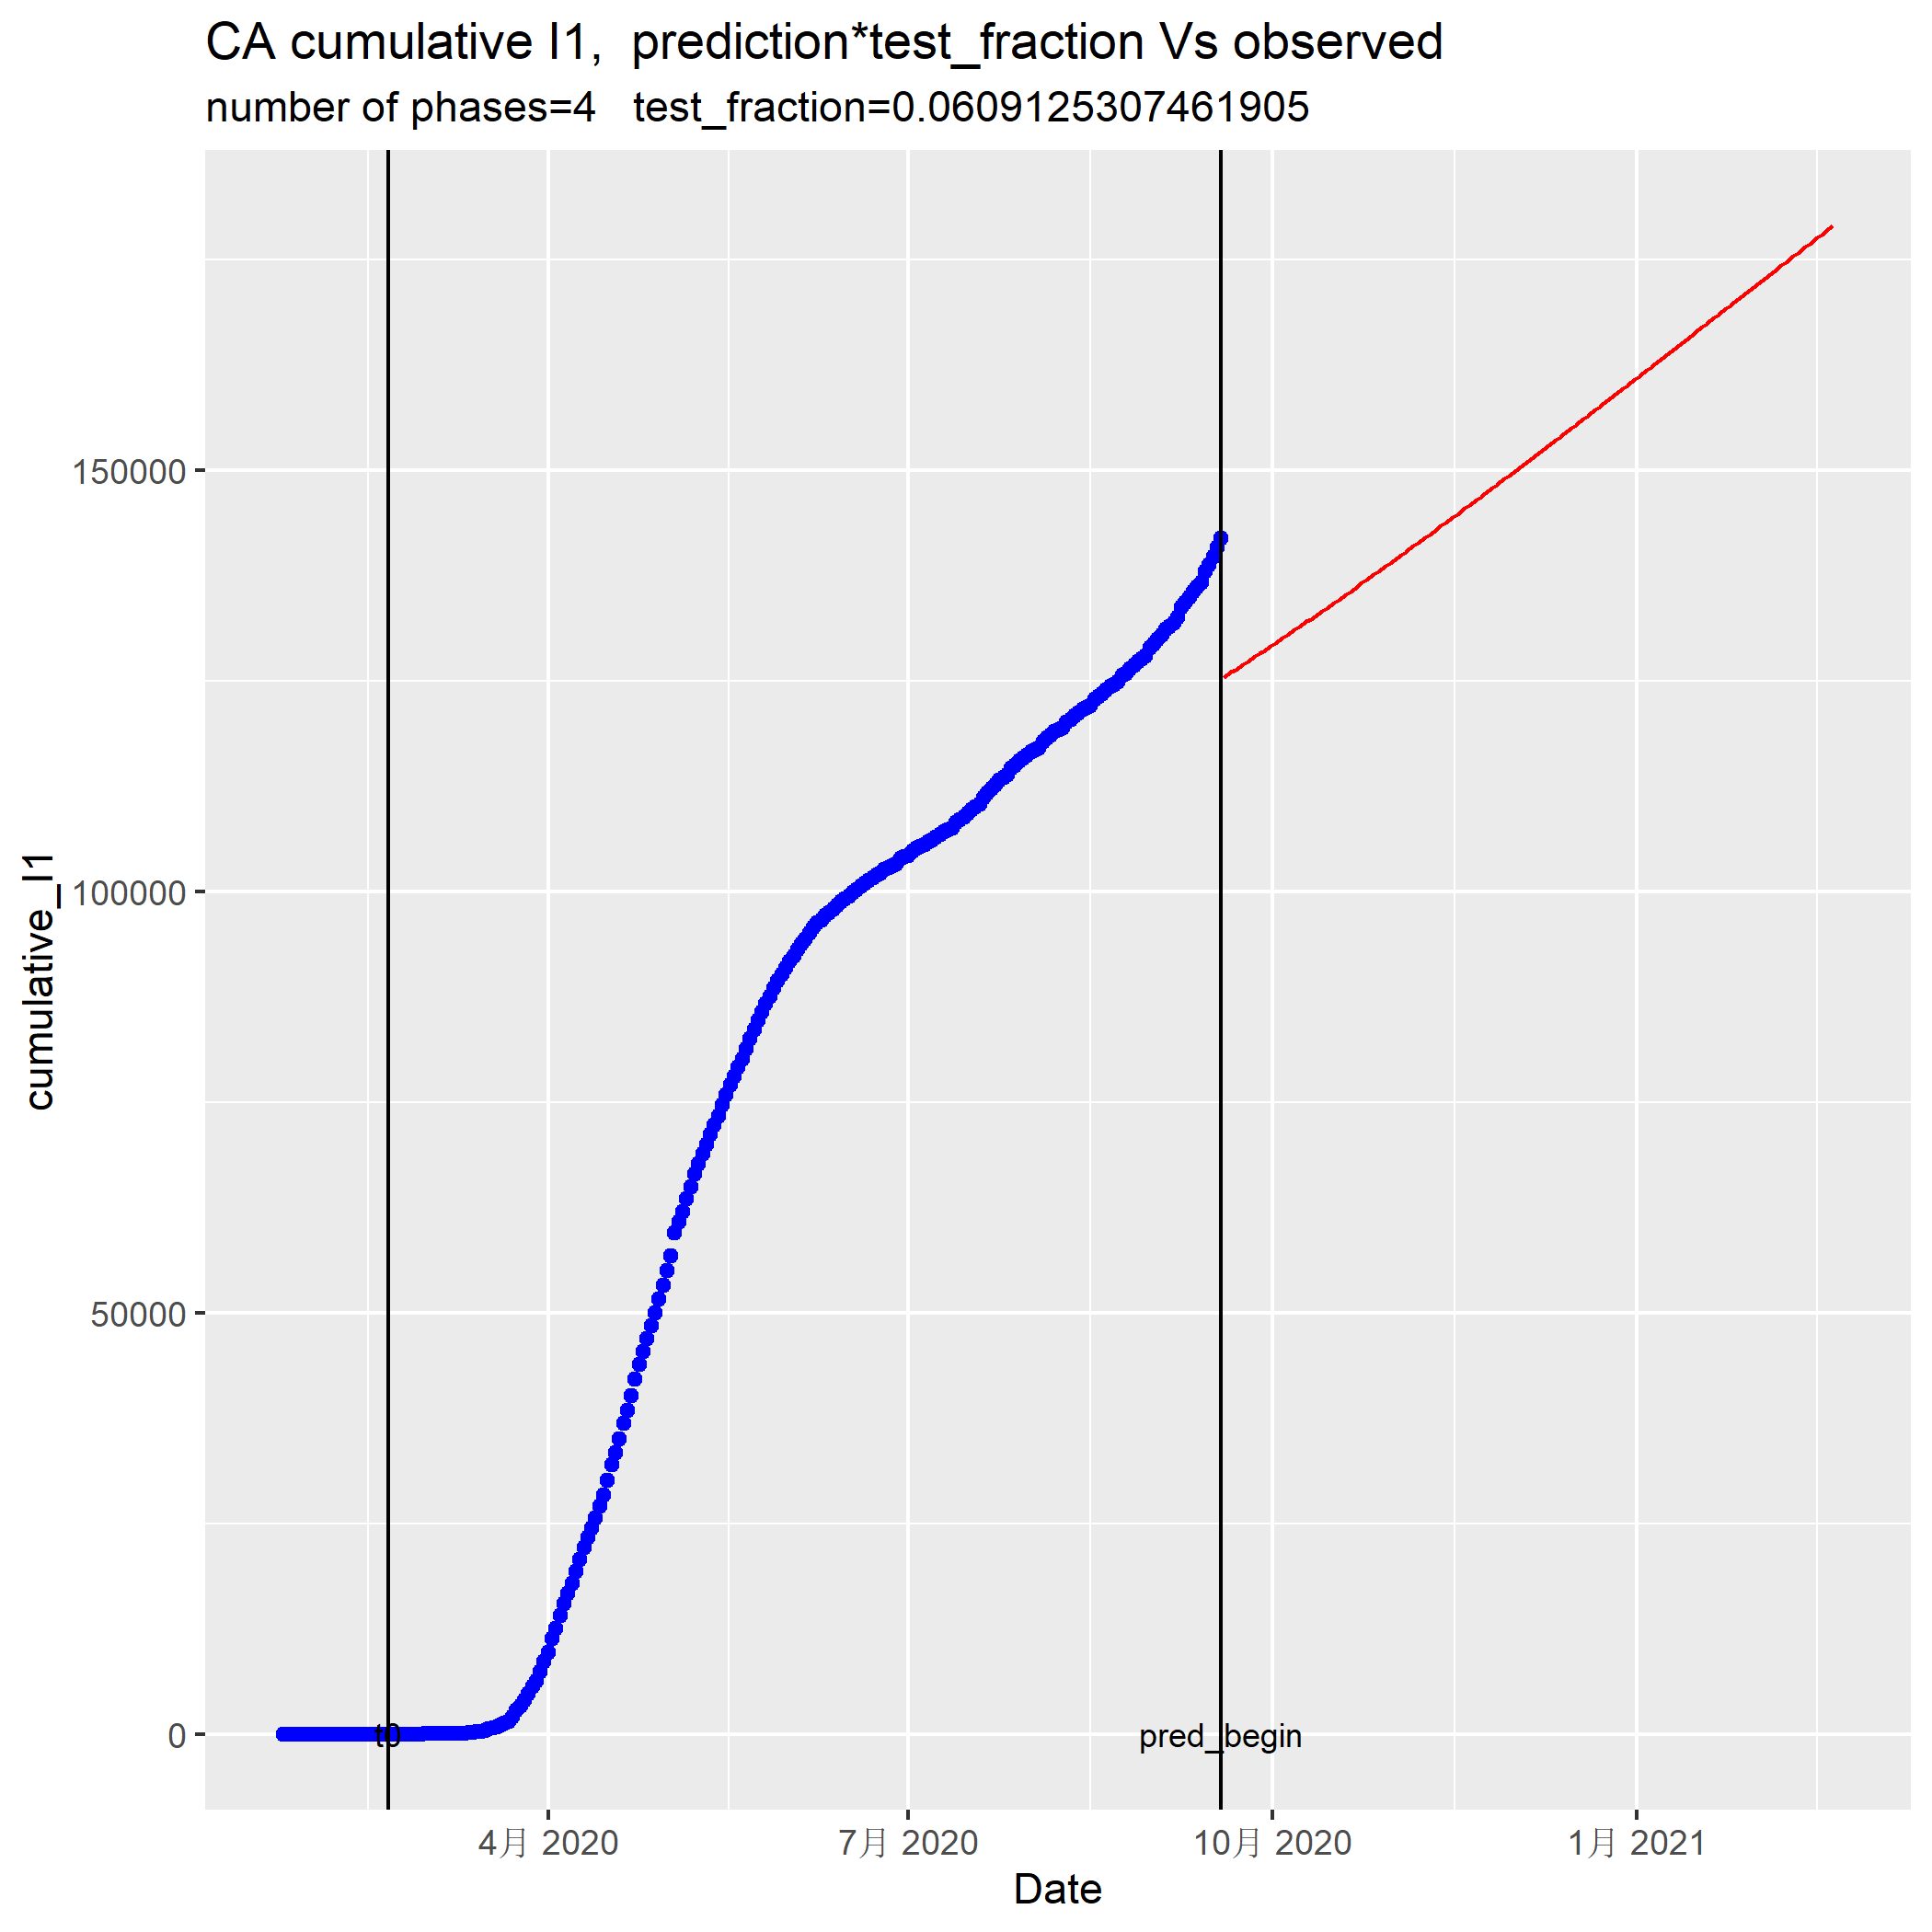 CA cumulative I1,  prediction*test_fraction Vs observed
number of phases=4   test_fraction=0.0609125307461905
150000
100000
50000
0
cumulative_I1
t0
pred_begin
4月 2020
7月 2020
10月 2020
1月 2021
Date